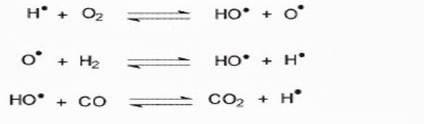 H• + O₂ ⇌ HO• + O•
O• + H₂ ⇌ HO• + H•
HO• + CO ⇌ CO₂ + H•